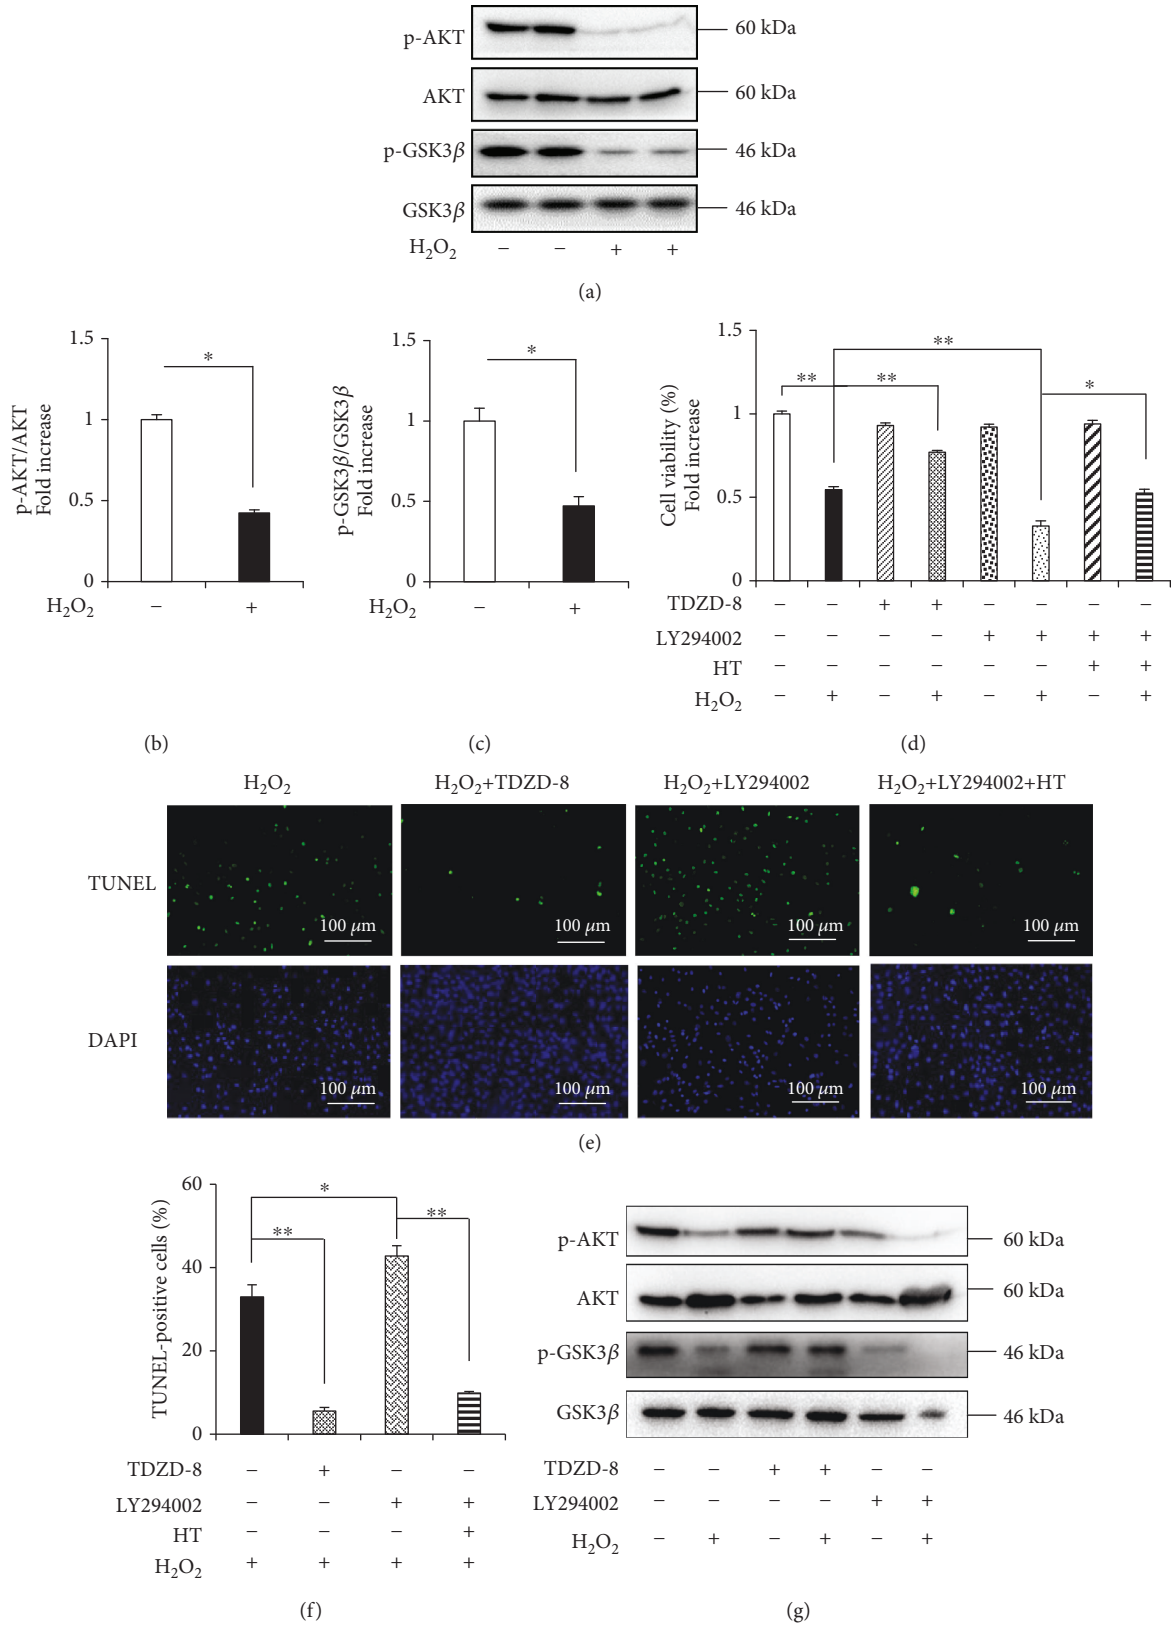 p-AKT 60 kDa
AKT 60 kDa
p-GSK3β 46 kDa
GSK3β 46 kDa
H₂O₂ − − + +
(a)
p-AKT/AKT
Fold increase
1.5
1
0.5
0
*
H₂O₂ − +
(b)
p-GSK3β/GSK3β
Fold increase
1.5
1
0.5
0
*
H₂O₂ − +
(c)
Cell viability (%)
Fold increase
1.5
1
0.5
0
**
** ** *
TDZD-8 − − + + − − − −
LY294002 − − − − + + + +
HT − − − − − − + +
H₂O₂ − + − + − + − +
(d)
H₂O₂ H₂O₂+TDZD-8 H₂O₂+LY294002 H₂O₂+LY294002+HT
TUNEL
100 μm 100 μm 100 μm 100 μm
DAPI
100 μm 100 μm 100 μm 100 μm
(e)
TUNEL-positive cells (%)
60
40
20
0
*
** **
TDZD-8 − + − −
LY294002 − − + +
HT − − − +
H₂O₂ + + + +
(f)
p-AKT 60 kDa
AKT 60 kDa
p-GSK3β 46 kDa
GSK3β 46 kDa
TDZD-8 − − + + − −
LY294002 − − − − + +
H₂O₂ − + − + − +
(g)